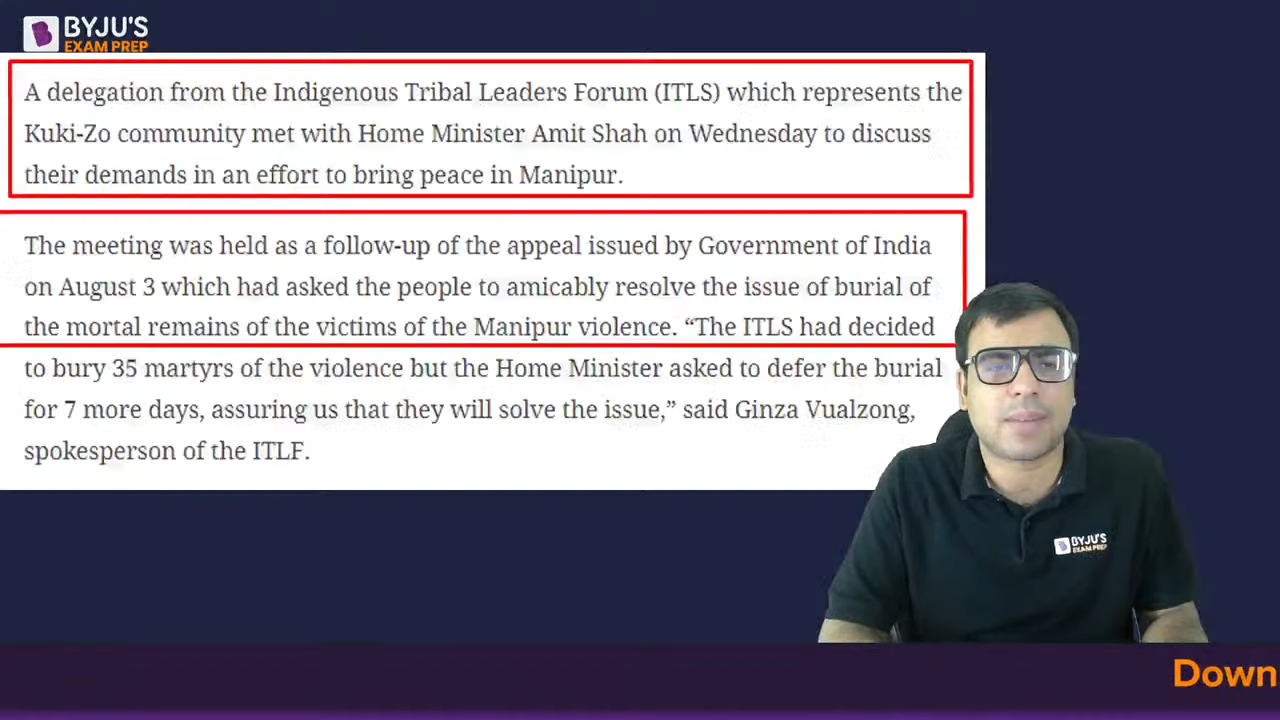 BYJU'S
EXAM PREP
A delegation from the Indigenous Tribal Leaders Forum (ITLS) which represents the
Kuki-Zo community met with Home Minister Amit Shah on Wednesday to discuss
their demands in an effort to bring peace in Manipur.
The meeting was held as a follow-up of the appeal issued by Government of India
on August 3 which had asked the people to amicably resolve the issue of burial of
the mortal remains of the victims of the Manipur violence. “The ITLS had decided
to bury 35 martyrs of the violence but the Home Minister asked to defer the burial
for 7 more days, assuring us that they will solve the issue,” said Ginza Vualzong,
spokesperson of the ITLF.
BYJU'S
EXAM PREP
Down